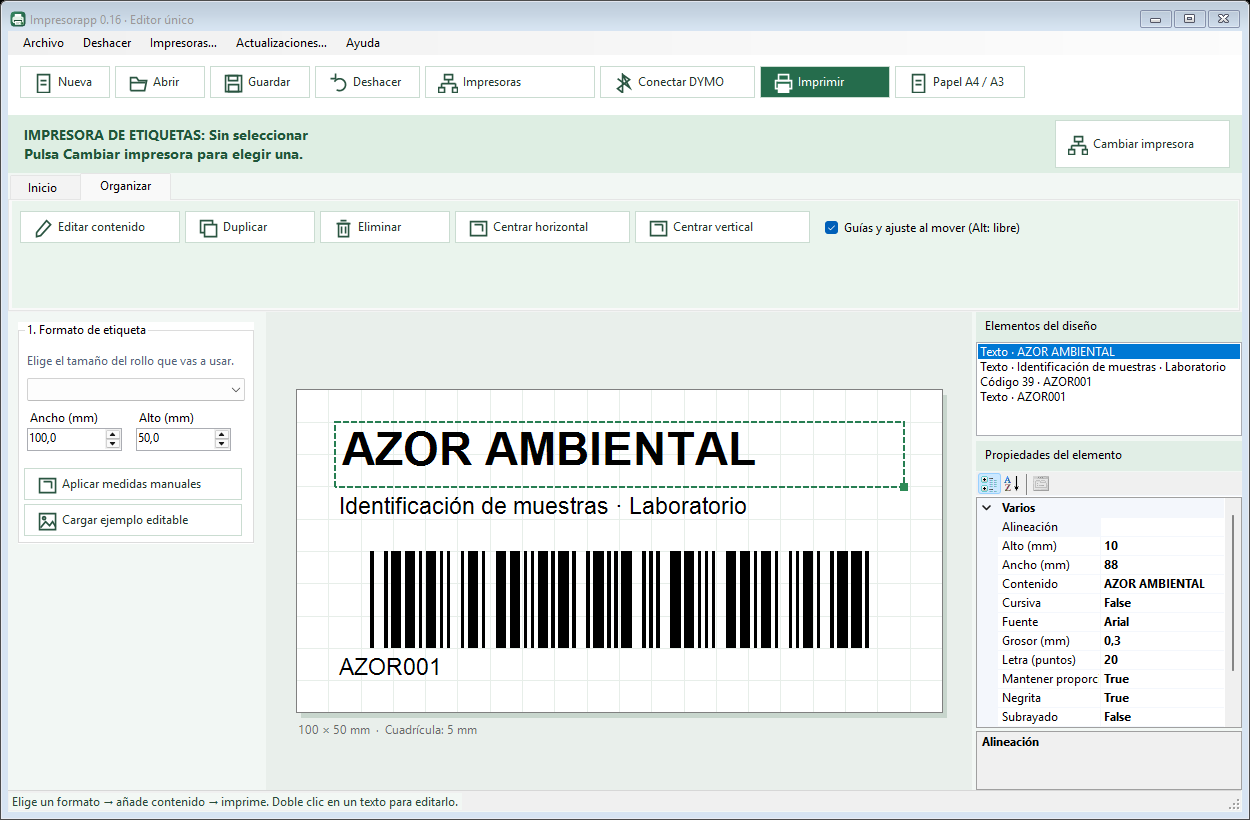 Impresorapp 0.16 · Editor único
Archivo Deshacer Impresoras... Actualizaciones... Ayuda
Nueva Abrir Guardar Deshacer Impresoras Conectar DYMO Imprimir Papel A4 / A3
IMPRESORA DE ETIQUETAS: Sin seleccionar
Pulsa Cambiar impresora para elegir una.
Cambiar impresora
Inicio Organizar
Editar contenido Duplicar Eliminar Centrar horizontal Centrar vertical Guías y ajuste al mover (Alt: libre)
1. Formato de etiqueta
Elige el tamaño del rollo que vas a usar.
Ancho (mm) Alto (mm)
100,0 50,0
Aplicar medidas manuales
Cargar ejemplo editable
AZOR AMBIENTAL
Identificación de muestras · Laboratorio
AZOR001
100 × 50 mm · Cuadrícula: 5 mm
Elementos del diseño
Texto · AZOR AMBIENTAL
Texto · Identificación de muestras · Laboratorio
Código 39 · AZOR001
Texto · AZOR001
Propiedades del elemento
Varios
Alineación
Alto (mm) 10
Ancho (mm) 88
Contenido AZOR AMBIENTAL
Cursiva False
Fuente Arial
Grosor (mm) 0,3
Letra (puntos) 20
Mantener proporc True
Negrita True
Subrayado False
Alineación
Elige un formato → añade contenido → imprime. Doble clic en un texto para editarlo.